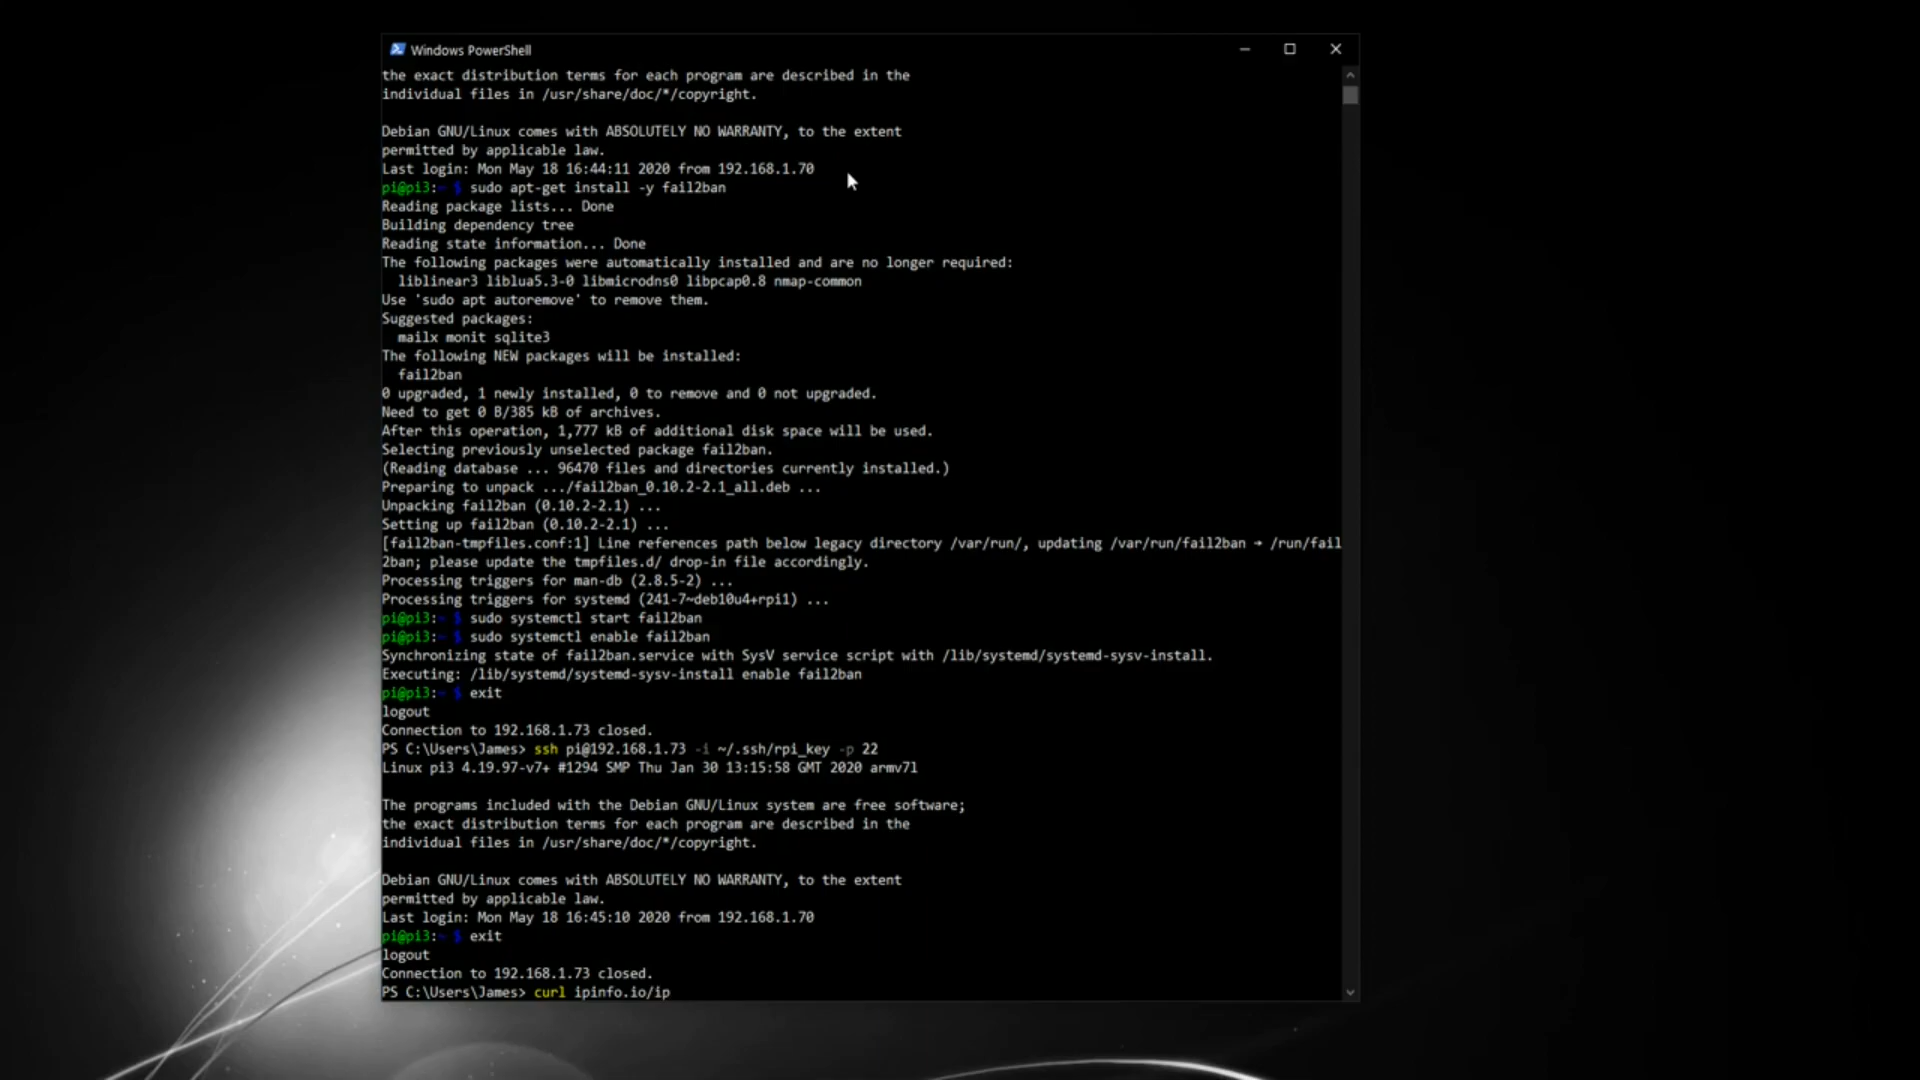 Windows PowerShell
the exact distribution terms for each program are described in the
individual files in /usr/share/doc/*/copyright.
Debian GNU/Linux comes with ABSOLUTELY NO WARRANTY, to the extent
permitted by applicable law.
Last login: Mon May 18 16:44:11 2020 from 192.168.1.70
pi@pi3:~ $ sudo apt-get install -y fail2ban
Reading package lists... Done
Building dependency tree
Reading state information... Done
The following packages were automatically installed and are no longer required:
liblinear3 liblua5.3-0 libmicrodns0 libpcap0.8 nmap-common
Use 'sudo apt autoremove' to remove them.
Suggested packages:
mailx monit sqlite3
The following NEW packages will be installed:
fail2ban
0 upgraded, 1 newly installed, 0 to remove and 0 not upgraded.
Need to get 0 B/385 kB of archives.
After this operation, 1,777 kB of additional disk space will be used.
Selecting previously unselected package fail2ban.
(Reading database ... 96470 files and directories currently installed.)
Preparing to unpack .../fail2ban_0.10.2-2.1_all.deb ...
Unpacking fail2ban (0.10.2-2.1) ...
Setting up fail2ban (0.10.2-2.1) ...
[fail2ban-tmpfiles.conf:1] Line references path below legacy directory /var/run/, updating /var/run/fail2ban → /run/fail
2ban; please update the tmpfiles.d/ drop-in file accordingly.
Processing triggers for man-db (2.8.5-2) ...
Processing triggers for systemd (241-7~deb10u4+rpi1) ...
pi@pi3:~ $ sudo systemctl start fail2ban
pi@pi3:~ $ sudo systemctl enable fail2ban
Synchronizing state of fail2ban.service with SysV service script with /lib/systemd/systemd-sysv-install.
Executing: /lib/systemd/systemd-sysv-install enable fail2ban
pi@pi3:~ $ exit
logout
Connection to 192.168.1.73 closed.
PS C:\Users\James> ssh pi@192.168.1.73 -i ~/.ssh/rpi_key -p 22
Linux pi3 4.19.97-v7+ #1294 SMP Thu Jan 30 13:15:58 GMT 2020 armv7l
The programs included with the Debian GNU/Linux system are free software;
the exact distribution terms for each program are described in the
individual files in /usr/share/doc/*/copyright.
Debian GNU/Linux comes with ABSOLUTELY NO WARRANTY, to the extent
permitted by applicable law.
Last login: Mon May 18 16:45:10 2020 from 192.168.1.70
pi@pi3:~ $ exit
logout
Connection to 192.168.1.73 closed.
PS C:\Users\James> curl ipinfo.io/ip